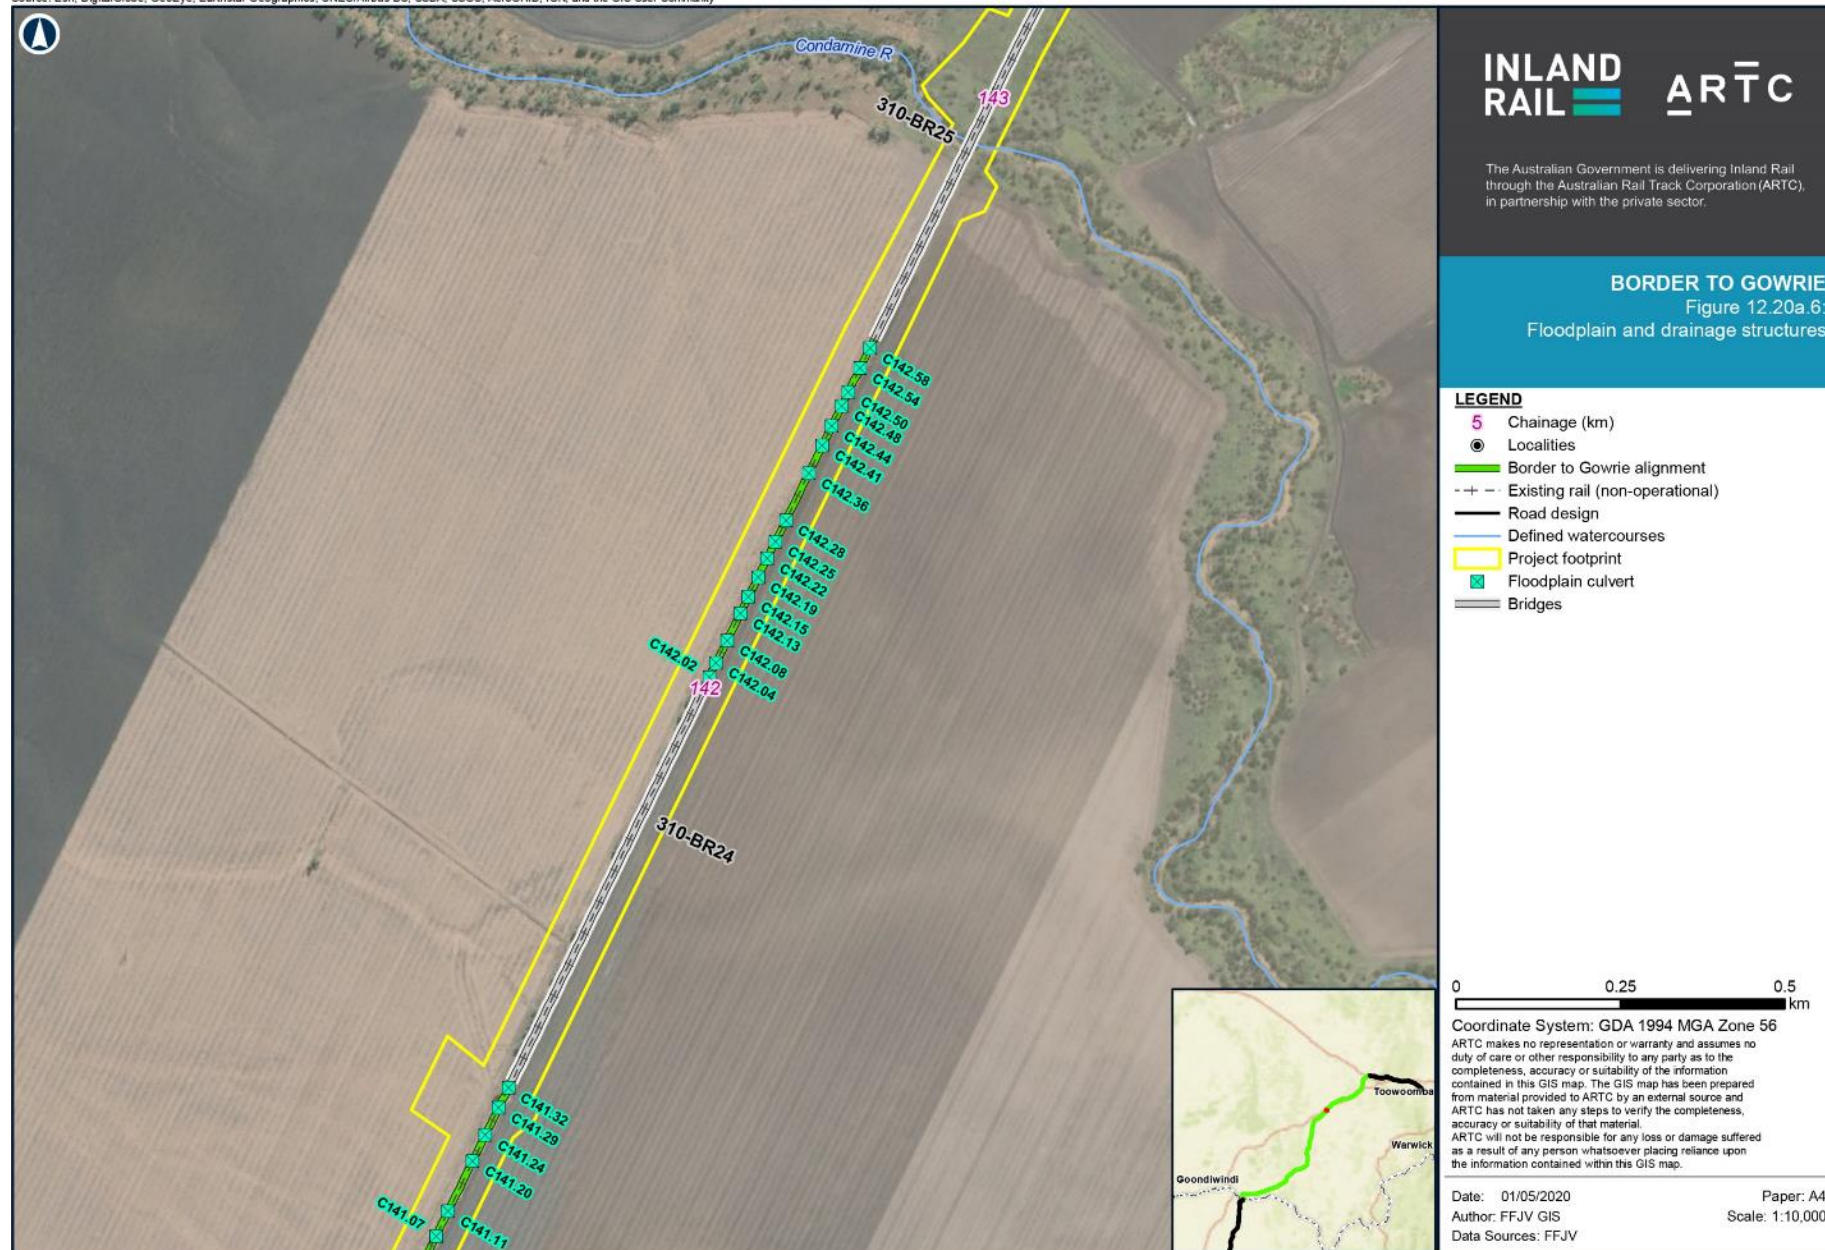 Condamine R
143
310-BR25
C142.58
C142.54
C142.50
C142.48
C142.44
C142.41
C142.36
C142.28
C142.25
C142.22
C142.19
C142.15
C142.13
C142.08
C142.04
C142.02
142
310-BR24
C141.32
C141.29
C141.24
C141.20
C141.11
C141.07
Toowoomba
Warwick
Goondiwindi
INLAND
RAIL
ARTC
The Australian Government is delivering Inland Rail
through the Australian Rail Track Corporation (ARTC),
in partnership with the private sector.
BORDER TO GOWRIE
Figure 12.20a.6:
Floodplain and drainage structures
LEGEND
5 Chainage (km)
Localities
Border to Gowrie alignment
Existing rail (non-operational)
Road design
Defined watercourses
Project footprint
Floodplain culvert
Bridges
0 0.25 0.5
km
Coordinate System: GDA 1994 MGA Zone 56
ARTC makes no representation or warranty and assumes no
duty of care or other responsibility to any party as to the
completeness, accuracy or suitability of the information
contained in this GIS map. The GIS map has been prepared
from material provided to ARTC by an external source and
ARTC has not taken any steps to verify the completeness,
accuracy or suitability of that material.
ARTC will not be responsible for any loss or damage suffered
as a result of any person whatsoever placing reliance upon
the information contained within this GIS map.
Date: 01/05/2020 Paper: A4
Author: FFJV GIS Scale: 1:10,000
Data Sources: FFJV